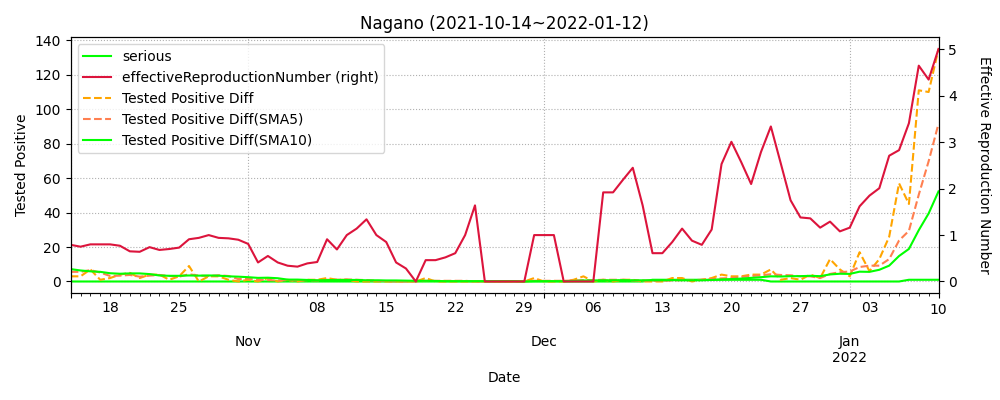 Nagano (2021-10-14~2022-01-12)
serious
effectiveReproductionNumber (right)
Tested Positive Diff
Tested Positive Diff(SMA5)
Tested Positive Diff(SMA10)
Tested Positive
140
120
100
80
60
40
20
0
5
4
3
2
1
0
Effective Reproduction Number
18 25 08 15 22 29 06 13 20 27 03 10
Nov Dec Jan
2022
Date